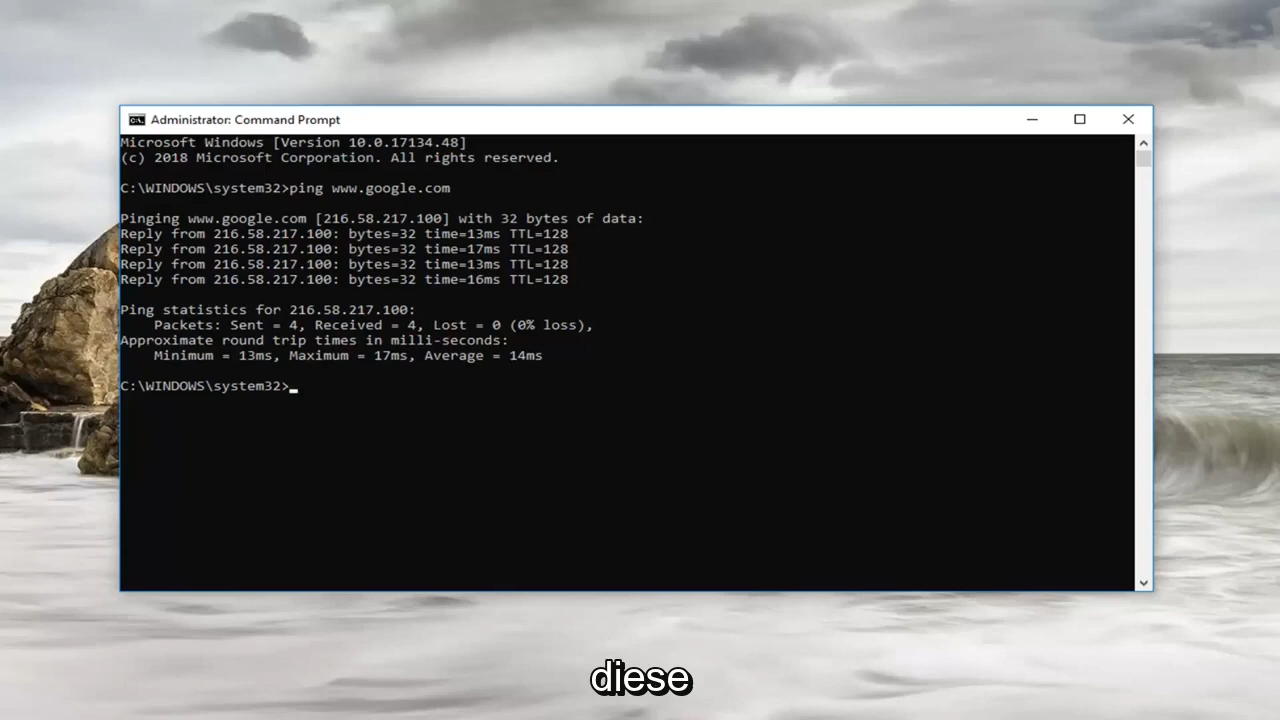 Administrator: Command Prompt
Microsoft Windows [Version 10.0.17134.48]
(c) 2018 Microsoft Corporation. All rights reserved.
C:\WINDOWS\system32>ping www.google.com
Pinging www.google.com [216.58.217.100] with 32 bytes of data:
Reply from 216.58.217.100: bytes=32 time=13ms TTL=128
Reply from 216.58.217.100: bytes=32 time=17ms TTL=128
Reply from 216.58.217.100: bytes=32 time=13ms TTL=128
Reply from 216.58.217.100: bytes=32 time=16ms TTL=128
Ping statistics for 216.58.217.100:
    Packets: Sent = 4, Received = 4, Lost = 0 (0% loss),
Approximate round trip times in milli-seconds:
    Minimum = 13ms, Maximum = 17ms, Average = 14ms
C:\WINDOWS\system32>
diese